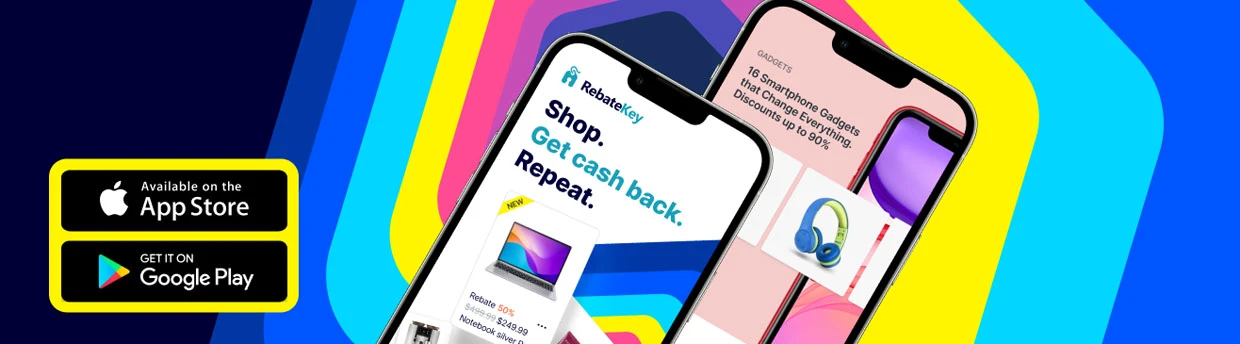 Available on the
App Store
GET IT ON
Google Play
RebateKey
Shop.
Get cash back.
Repeat.
NEW
Rebate 50%
$499.99 $249.99
Notebook silver
GADGETS
16 Smartphone Gadgets
that Change Everything.
Discounts up to 90%